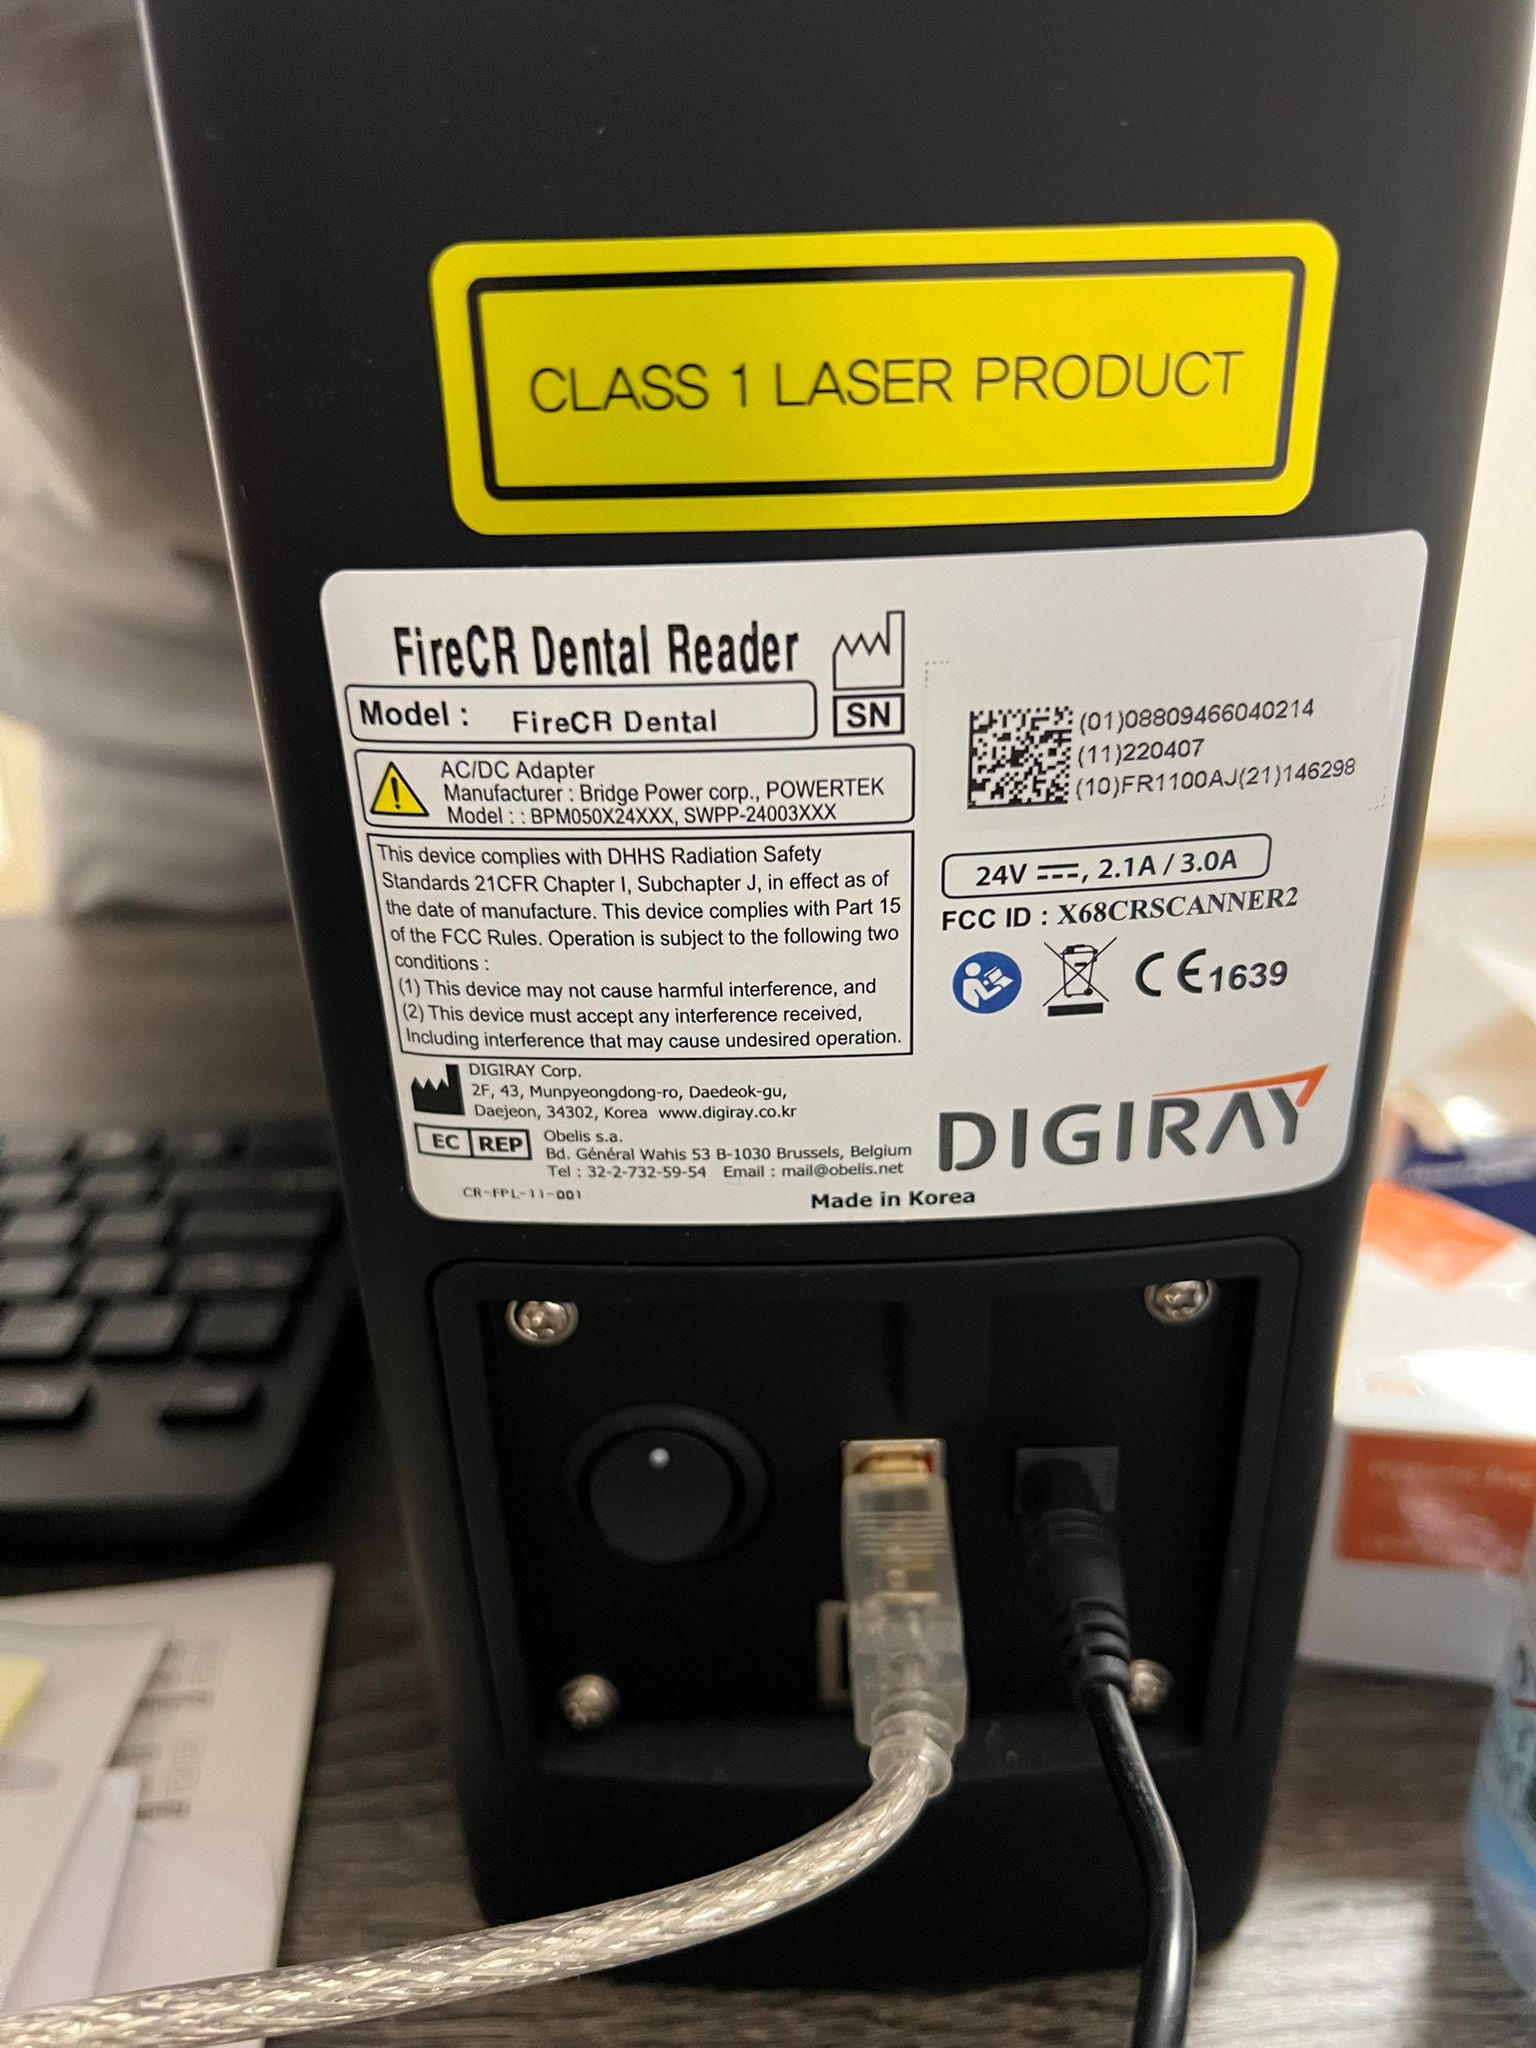 CLASS 1 LASER PRODUCT
FireCR Dental Reader
Model : FireCR Dental
SN
(01)08809466040214
(11)220407
(10)FR1100AJ(21)146298
AC/DC Adapter
Manufacturer : Bridge Power corp., POWERTEK
Model : : BPM050X24XXX, SWPP-24003XXX
This device complies with DHHS Radiation Safety
Standards 21CFR Chapter I, Subchapter J, in effect as of
the date of manufacture. This device complies with Part 15
of the FCC Rules. Operation is subject to the following two
conditions :
(1) This device may not cause harmful interference, and
(2) This device must accept any interference received,
Including interference that may cause undesired operation.
24V ⎓, 2.1A / 3.0A
FCC ID : X68CRSCANNER2
CE1639
DIGIRAY Corp.
2F, 43, Munpyeongdong-ro, Daedeok-gu,
Daejeon, 34302, Korea www.digiray.co.kr
EC REP
Obelis s.a.
Bd. Général Wahis 53 B-1030 Brussels, Belgium
Tel : 32-2-732-59-54 Email : mail@obelis.net
DIGIRAY
CR-FPL-11-001
Made in Korea